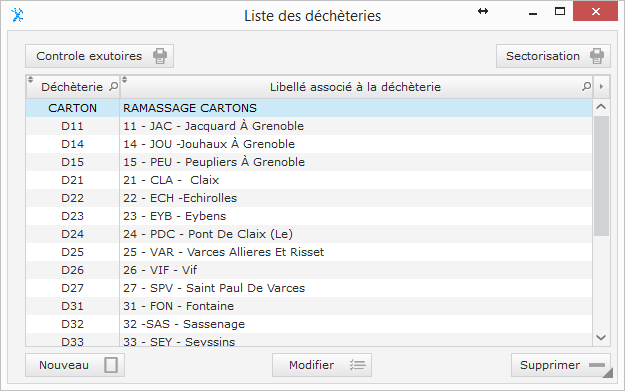 Liste des déchèteries
Controle exutoires
Sectorisation
Déchèterie Libellé associé à la déchèterie
CARTON RAMASSAGE CARTONS
D11 11 - JAC - Jacquard À Grenoble
D14 14 - JOU -Jouhaux À Grenoble
D15 15 - PEU - Peupliers À Grenoble
D21 21 - CLA -  Claix
D22 22 - ECH -Echirolles
D23 23 - EYB - Eybens
D24 24 - PDC - Pont De Claix (Le)
D25 25 - VAR - Varces Allieres Et Risset
D26 26 - VIF - Vif
D27 27 - SPV - Saint Paul De Varces
D31 31 - FON - Fontaine
D32 32 -SAS - Sassenage
D33 33 - SEY - Seyssins
Nouveau
Modifier
Supprimer